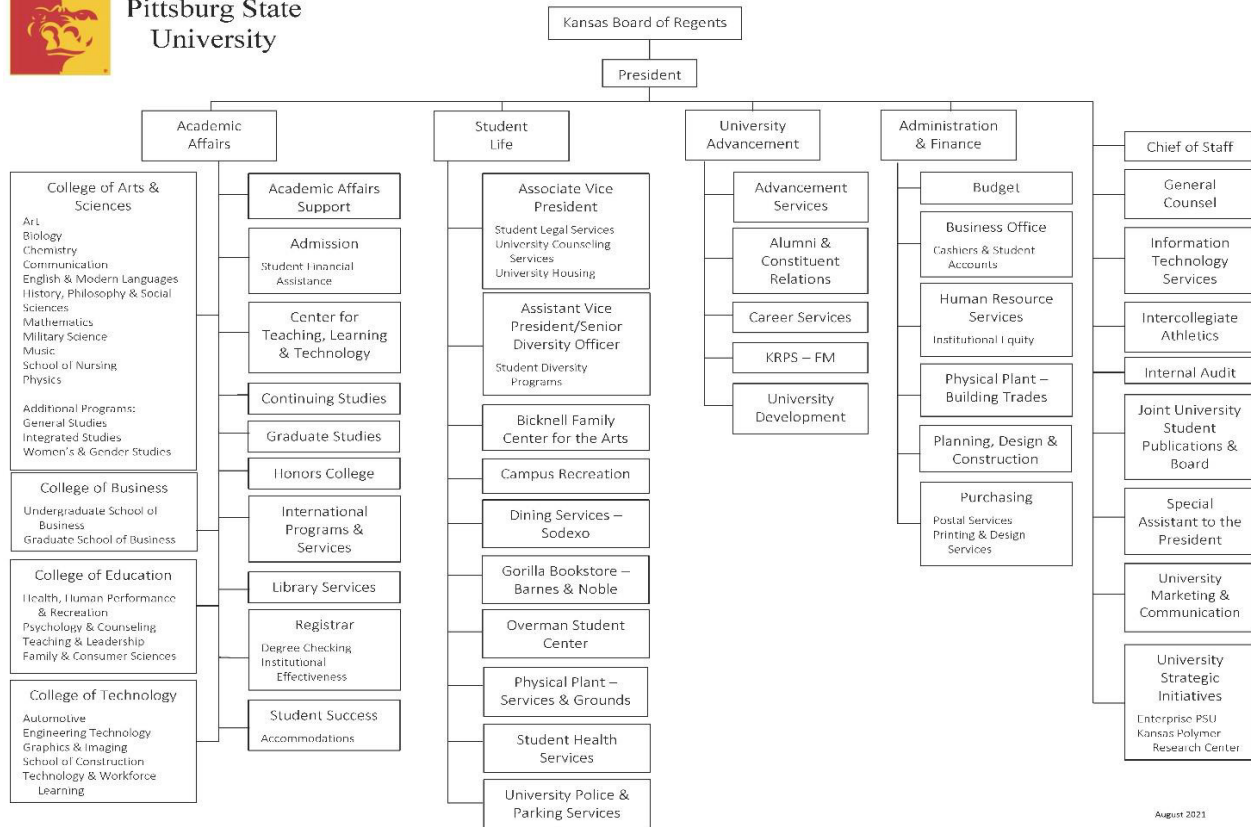 Pittsburg State
University
Kansas Board of Regents
President
Academic
Affairs
College of Arts &
Sciences
Art
Biology
Chemistry
Communication
English & Modern Languages
History, Philosophy & Social
Sciences
Mathematics
Military Science
Music
School of Nursing
Physics
Additional Programs:
General Studies
Integrated Studies
Women's & Gender Studies
College of Business
Undergraduate School of
Business
Graduate School of Business
College of Education
Health, Human Performance
& Recreation
Psychology & Counseling
Teaching & Leadership
Family & Consumer Sciences
College of Technology
Automotive
Engineering Technology
Graphics & Imaging
School of Construction
Technology & Workforce
Learning
Academic Affairs
Support
Admission
Student Financial
Assistance
Center for
Teaching, Learning
& Technology
Continuing Studies
Graduate Studies
Honors College
International
Programs &
Services
Library Services
Registrar
Degree Checking
Institutional
Effectiveness
Student Success
Accommodations
Student
Life
Associate Vice
President
Student Legal Services
University Counseling
Services
University Housing
Assistant Vice
President/Senior
Diversity Officer
Student Diversity
Programs
Bicknell Family
Center for the Arts
Campus Recreation
Dining Services –
Sodexo
Gorilla Bookstore –
Barnes & Noble
Overman Student
Center
Physical Plant –
Services & Grounds
Student Health
Services
University Police &
Parking Services
University
Advancement
Advancement
Services
Alumni &
Constituent
Relations
Career Services
KRPS – FM
University
Development
Administration
& Finance
Budget
Business Office
Cashiers & Student
Accounts
Human Resource
Services
Institutional Equity
Physical Plant –
Building Trades
Planning, Design &
Construction
Purchasing
Postal Services
Printing & Design
Services
Chief of Staff
General
Counsel
Information
Technology
Services
Intercollegiate
Athletics
Internal Audit
Joint University
Student
Publications &
Board
Special
Assistant to the
President
University
Marketing &
Communication
University
Strategic
Initiatives
Enterprise PSU
Kansas Polymer
Research Center
August 2021